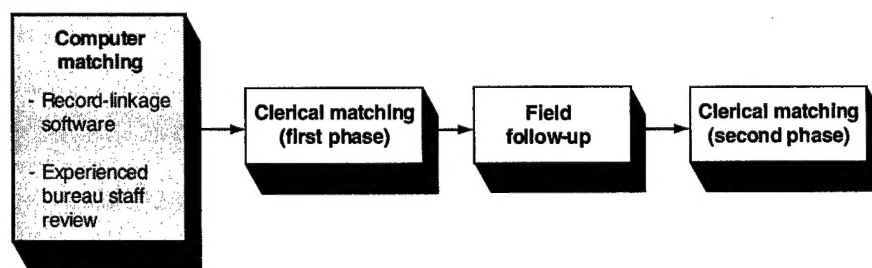 Computer
matching
- Record-linkage
software
- Experienced
bureau staff
review
Clerical matching
(first phase)
Field
follow-up
Clerical matching
(second phase)